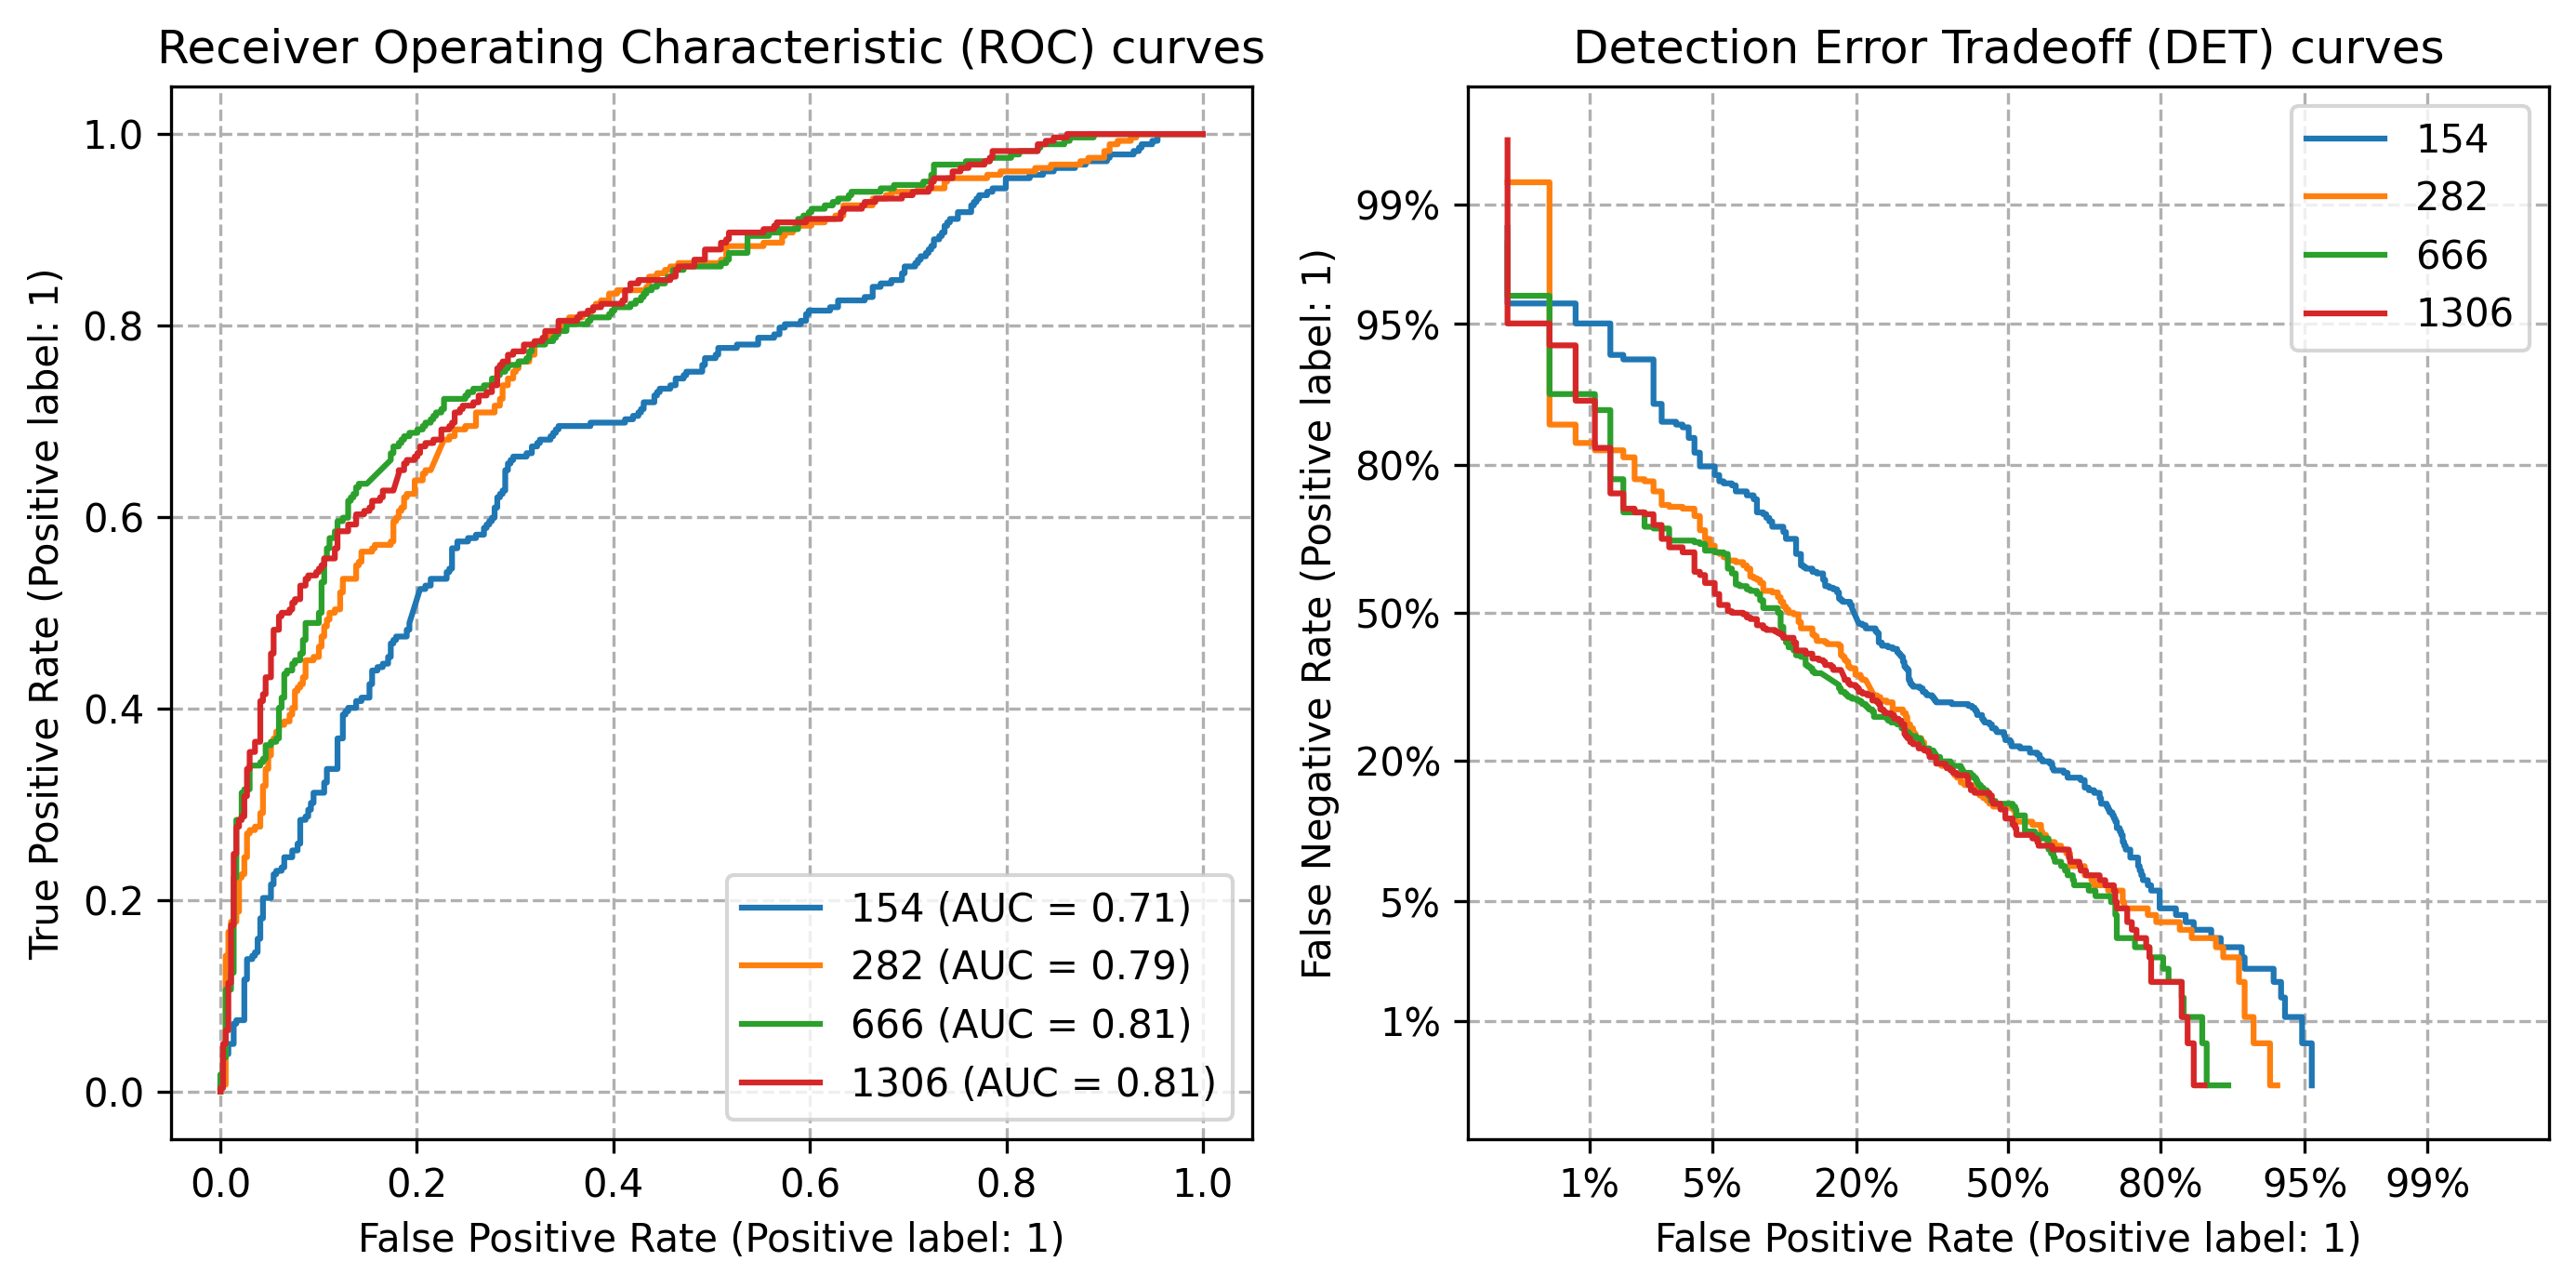 Receiver Operating Characteristic (ROC) curves
True Positive Rate (Positive label: 1)
1.0
0.8
0.6
0.4
0.2
0.0
154 (AUC = 0.71)
282 (AUC = 0.79)
666 (AUC = 0.81)
1306 (AUC = 0.81)
0.0 0.2 0.4 0.6 0.8 1.0
False Positive Rate (Positive label: 1)
Detection Error Tradeoff (DET) curves
False Negative Rate (Positive label: 1)
99%
95%
80%
50%
20%
5%
1%
154
282
666
1306
1% 5% 20% 50% 80% 95% 99%
False Positive Rate (Positive label: 1)